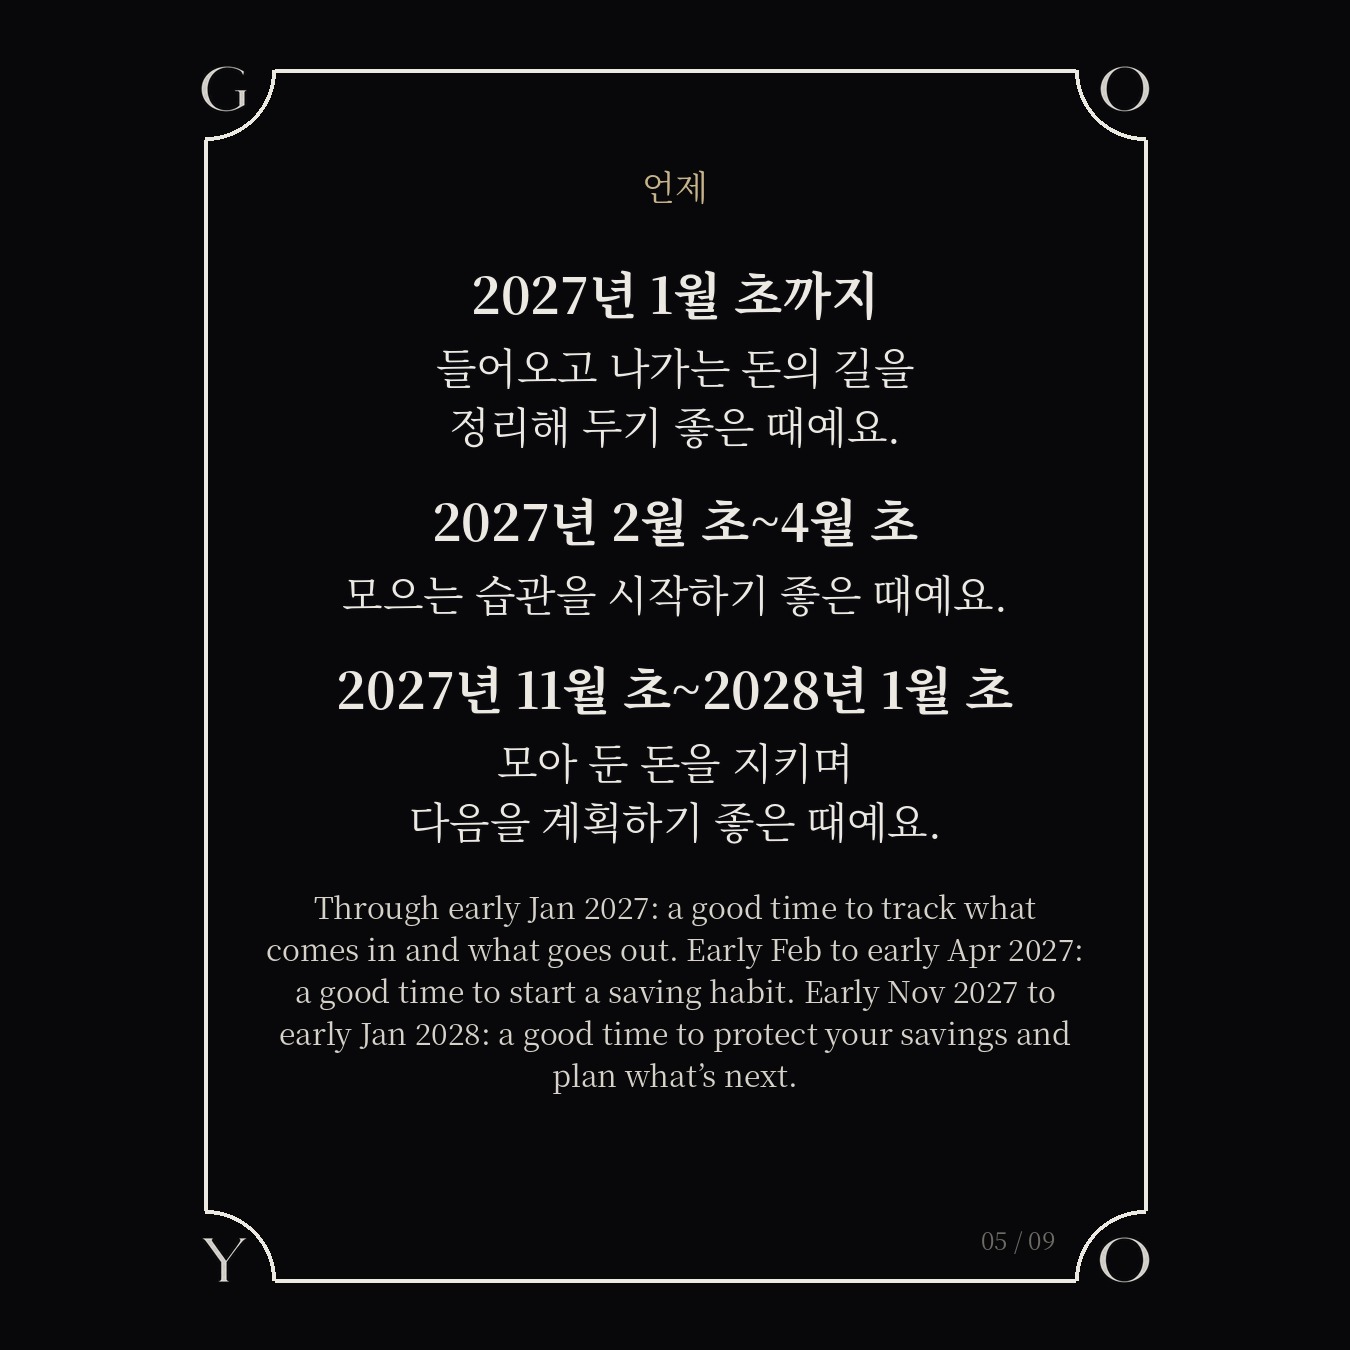 G O
언제
2027년 1월 초까지
들어오고 나가는 돈의 길을
정리해 두기 좋은 때예요.
2027년 2월 초~4월 초
모으는 습관을 시작하기 좋은 때예요.
2027년 11월 초~2028년 1월 초
모아 둔 돈을 지키며
다음을 계획하기 좋은 때예요.
Through early Jan 2027: a good time to track what
comes in and what goes out. Early Feb to early Apr 2027:
a good time to start a saving habit. Early Nov 2027 to
early Jan 2028: a good time to protect your savings and
plan what’s next.
05 / 09
Y O